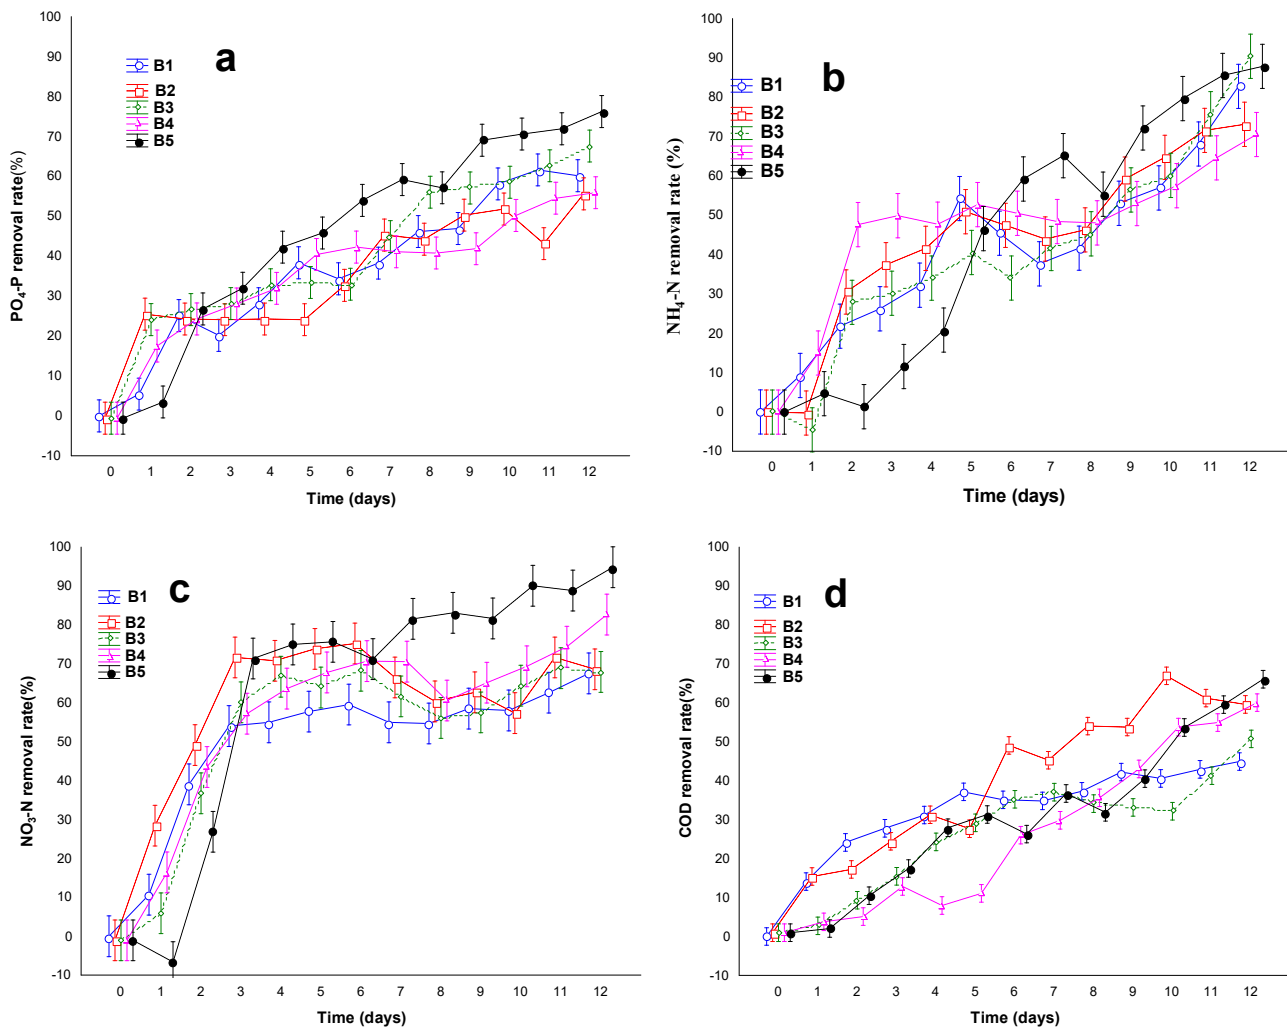 a
B1
B2
B3
B4
B5
PO4-P removal rate(%)
100
90
80
70
60
50
40
30
20
10
0
-10
0 1 2 3 4 5 6 7 8 9 10 11 12
Time (days)
b
B1
B2
B3
B4
B5
NH4-N removal rate (%)
100
90
80
70
60
50
40
30
20
10
0
-10
0 1 2 3 4 5 6 7 8 9 10 11 12
Time (days)
c
B1
B2
B3
B4
B5
NO3-N removal rate(%)
100
90
80
70
60
50
40
30
20
10
0
-10
0 1 2 3 4 5 6 7 8 9 10 11 12
Time (days)
d
B1
B2
B3
B4
B5
COD removal rate(%)
100
90
80
70
60
50
40
30
20
10
0
-10
0 1 2 3 4 5 6 7 8 9 10 11 12
Time (days)